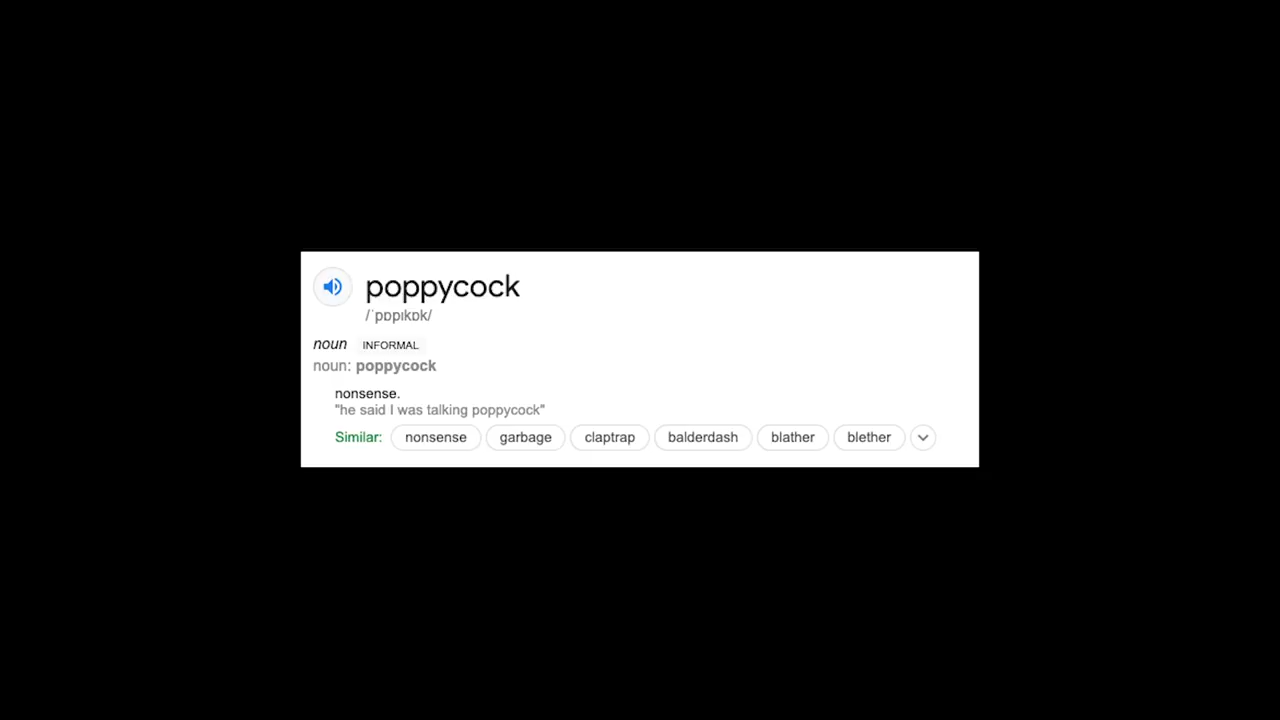 poppycock
/ˈpɒpɪkɒk/
noun INFORMAL
noun: poppycock
nonsense.
"he said I was talking poppycock"
Similar: nonsense garbage claptrap balderdash blather blether